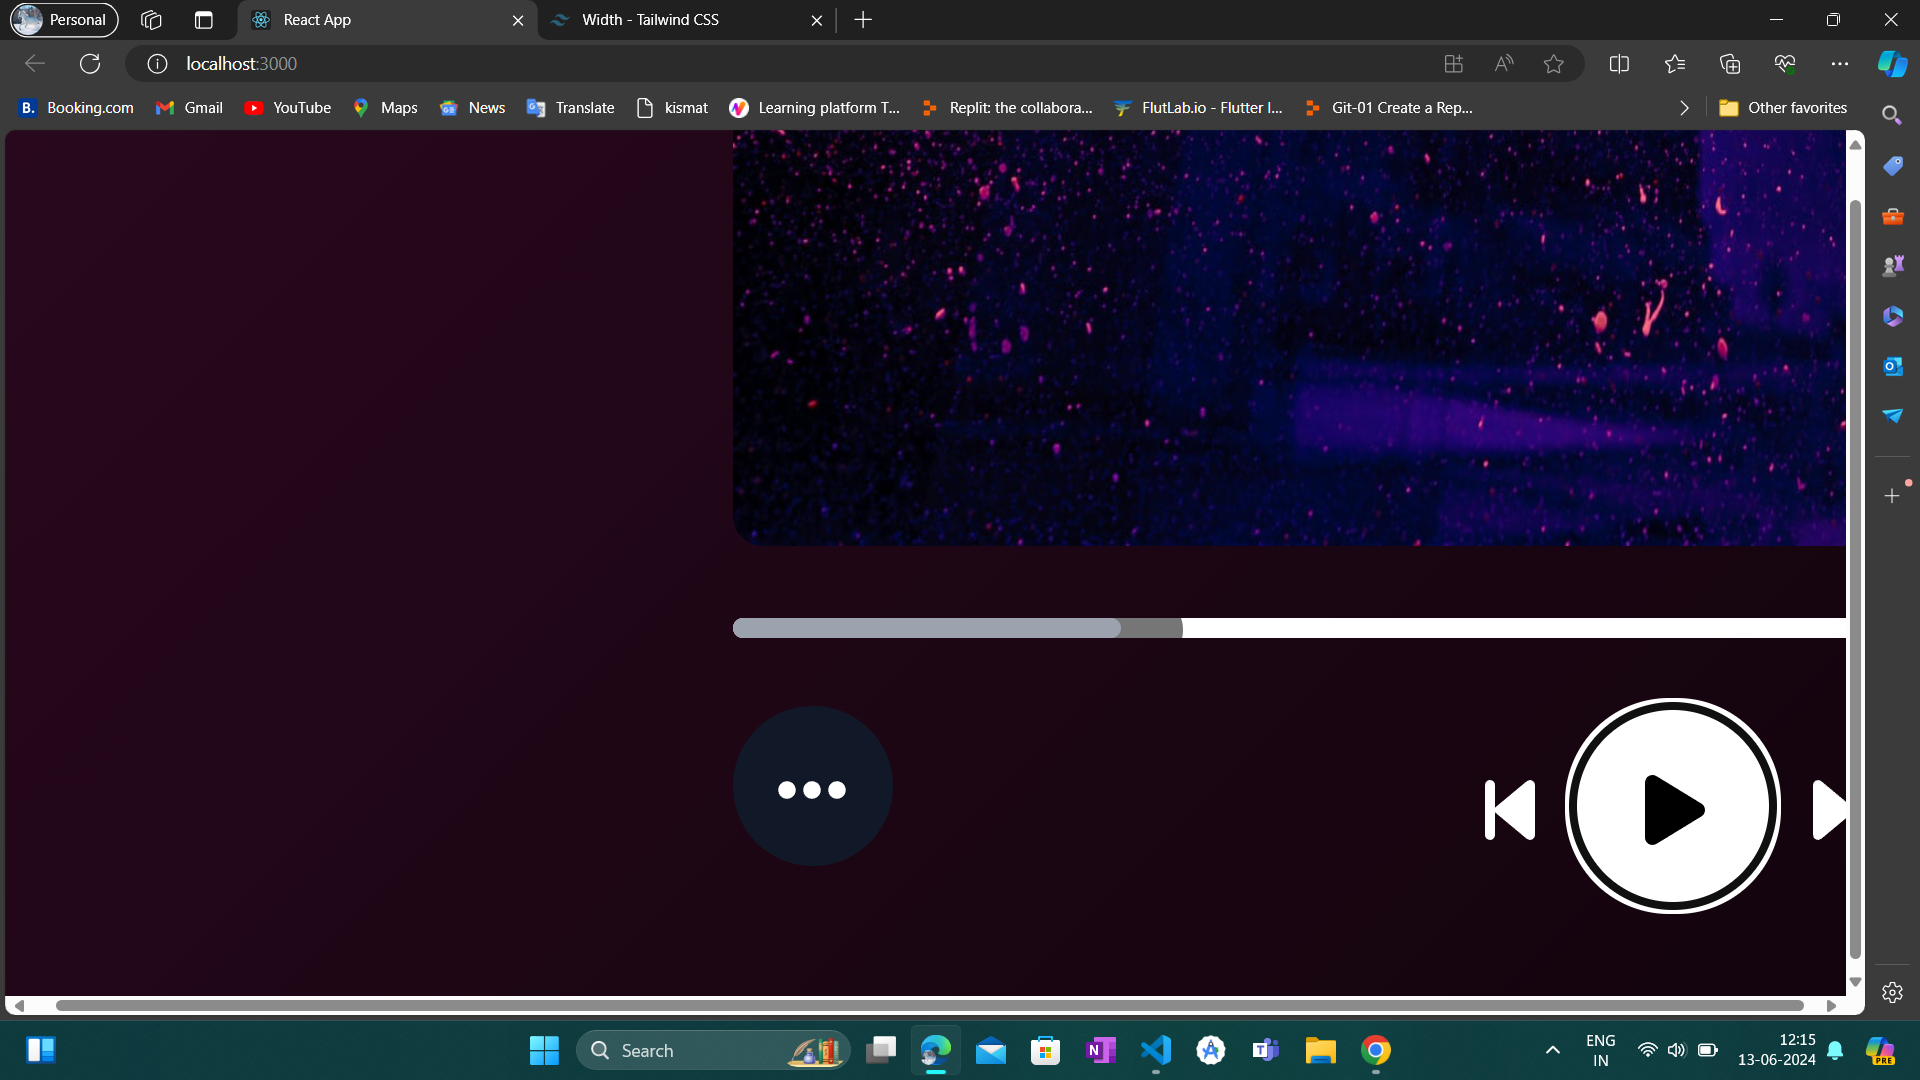 Personal
React App
Width - Tailwind CSS
localhost:3000
Booking.com
Gmail
YouTube
Maps
News
Translate
kismat
Learning platform T...
Replit: the collabora...
FlutLab.io - Flutter I...
Git-01 Create a Rep...
Other favorites
Search
ENG
IN
12:15
13-06-2024
PRE